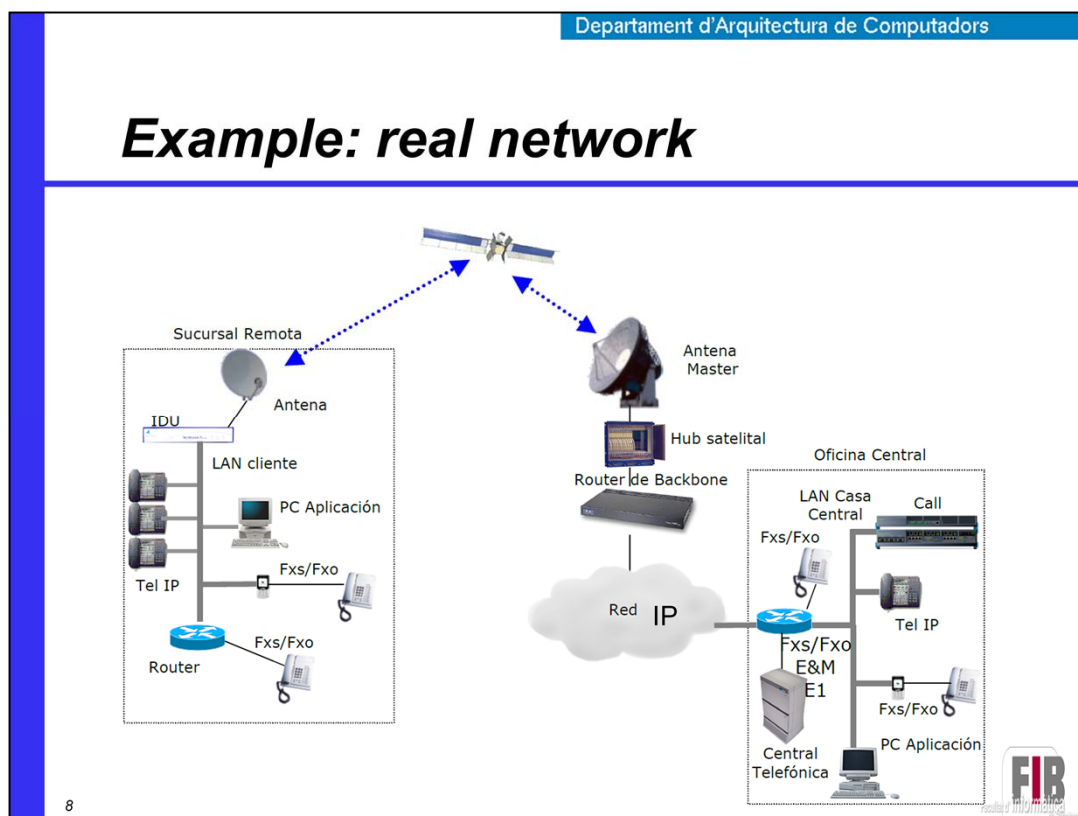 Departament d'Arquitectura de Computadors
Example: real network
Sucursal Remota
Antena
IDU
LAN cliente
PC Aplicación
Tel IP
Fxs/Fxo
Fxs/Fxo
Router
Antena
Master
Hub satelital
Router de Backbone
Red IP
Oficina Central
LAN Casa
Central
Call
Fxs/Fxo
Tel IP
Fxs/Fxo
E&M
E1
Fxs/Fxo
Central
Telefónica
PC Aplicación
FIB
8